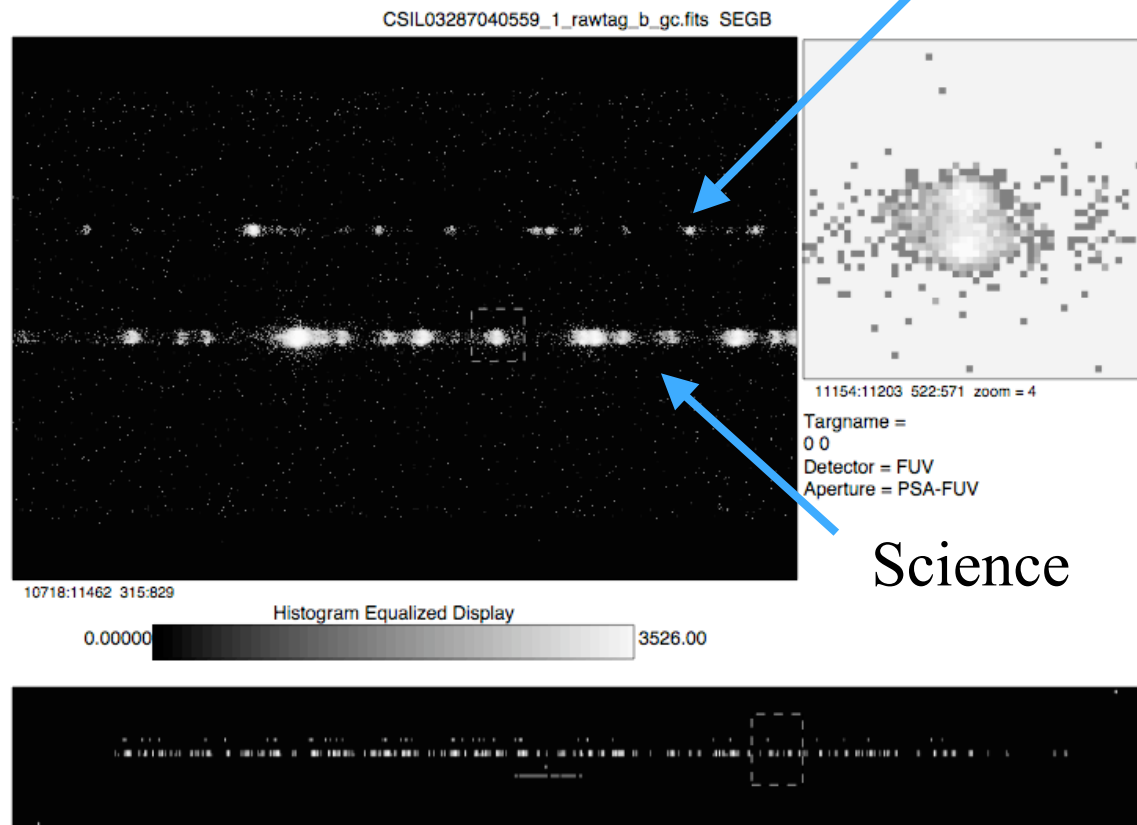 CSIL03287040559_1_rawtag_b_gc.fits SEGB
11154:11203 522:571 zoom = 4
Targname =
0 0
Detector = FUV
Aperture = PSA-FUV
Science
10718:11462 315:829
Histogram Equalized Display
0.00000 3526.00